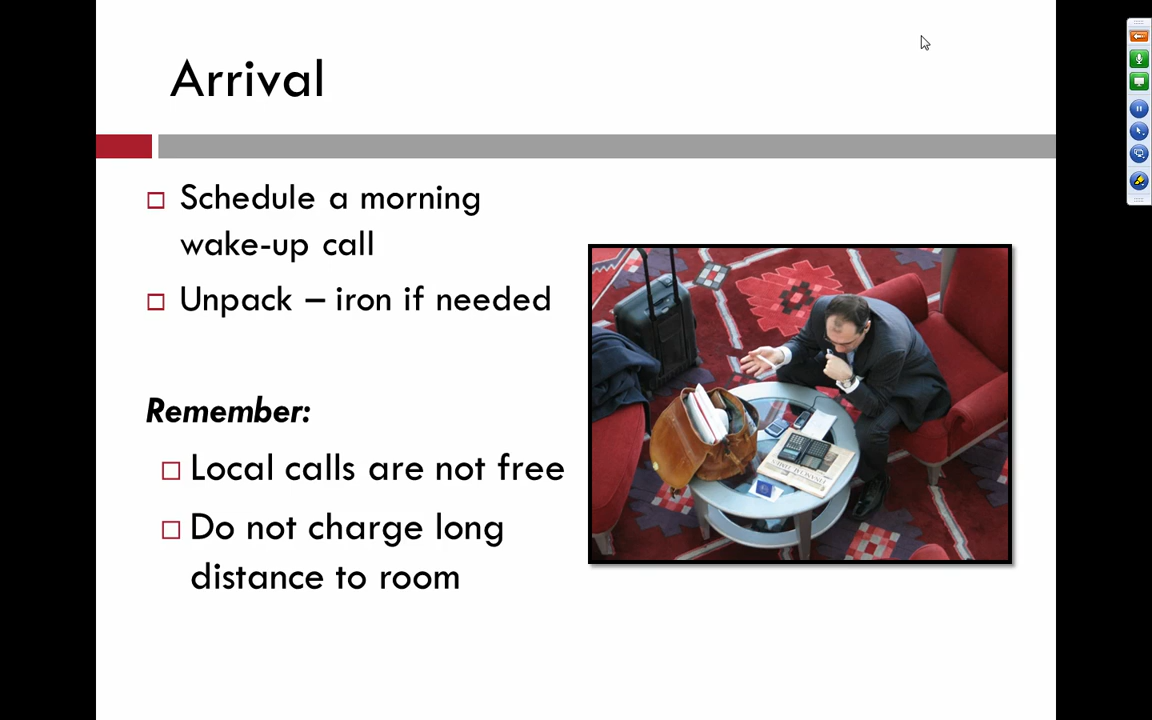 Arrival
Schedule a morning
wake-up call
Unpack – iron if needed
Remember:
Local calls are not free
Do not charge long
distance to room